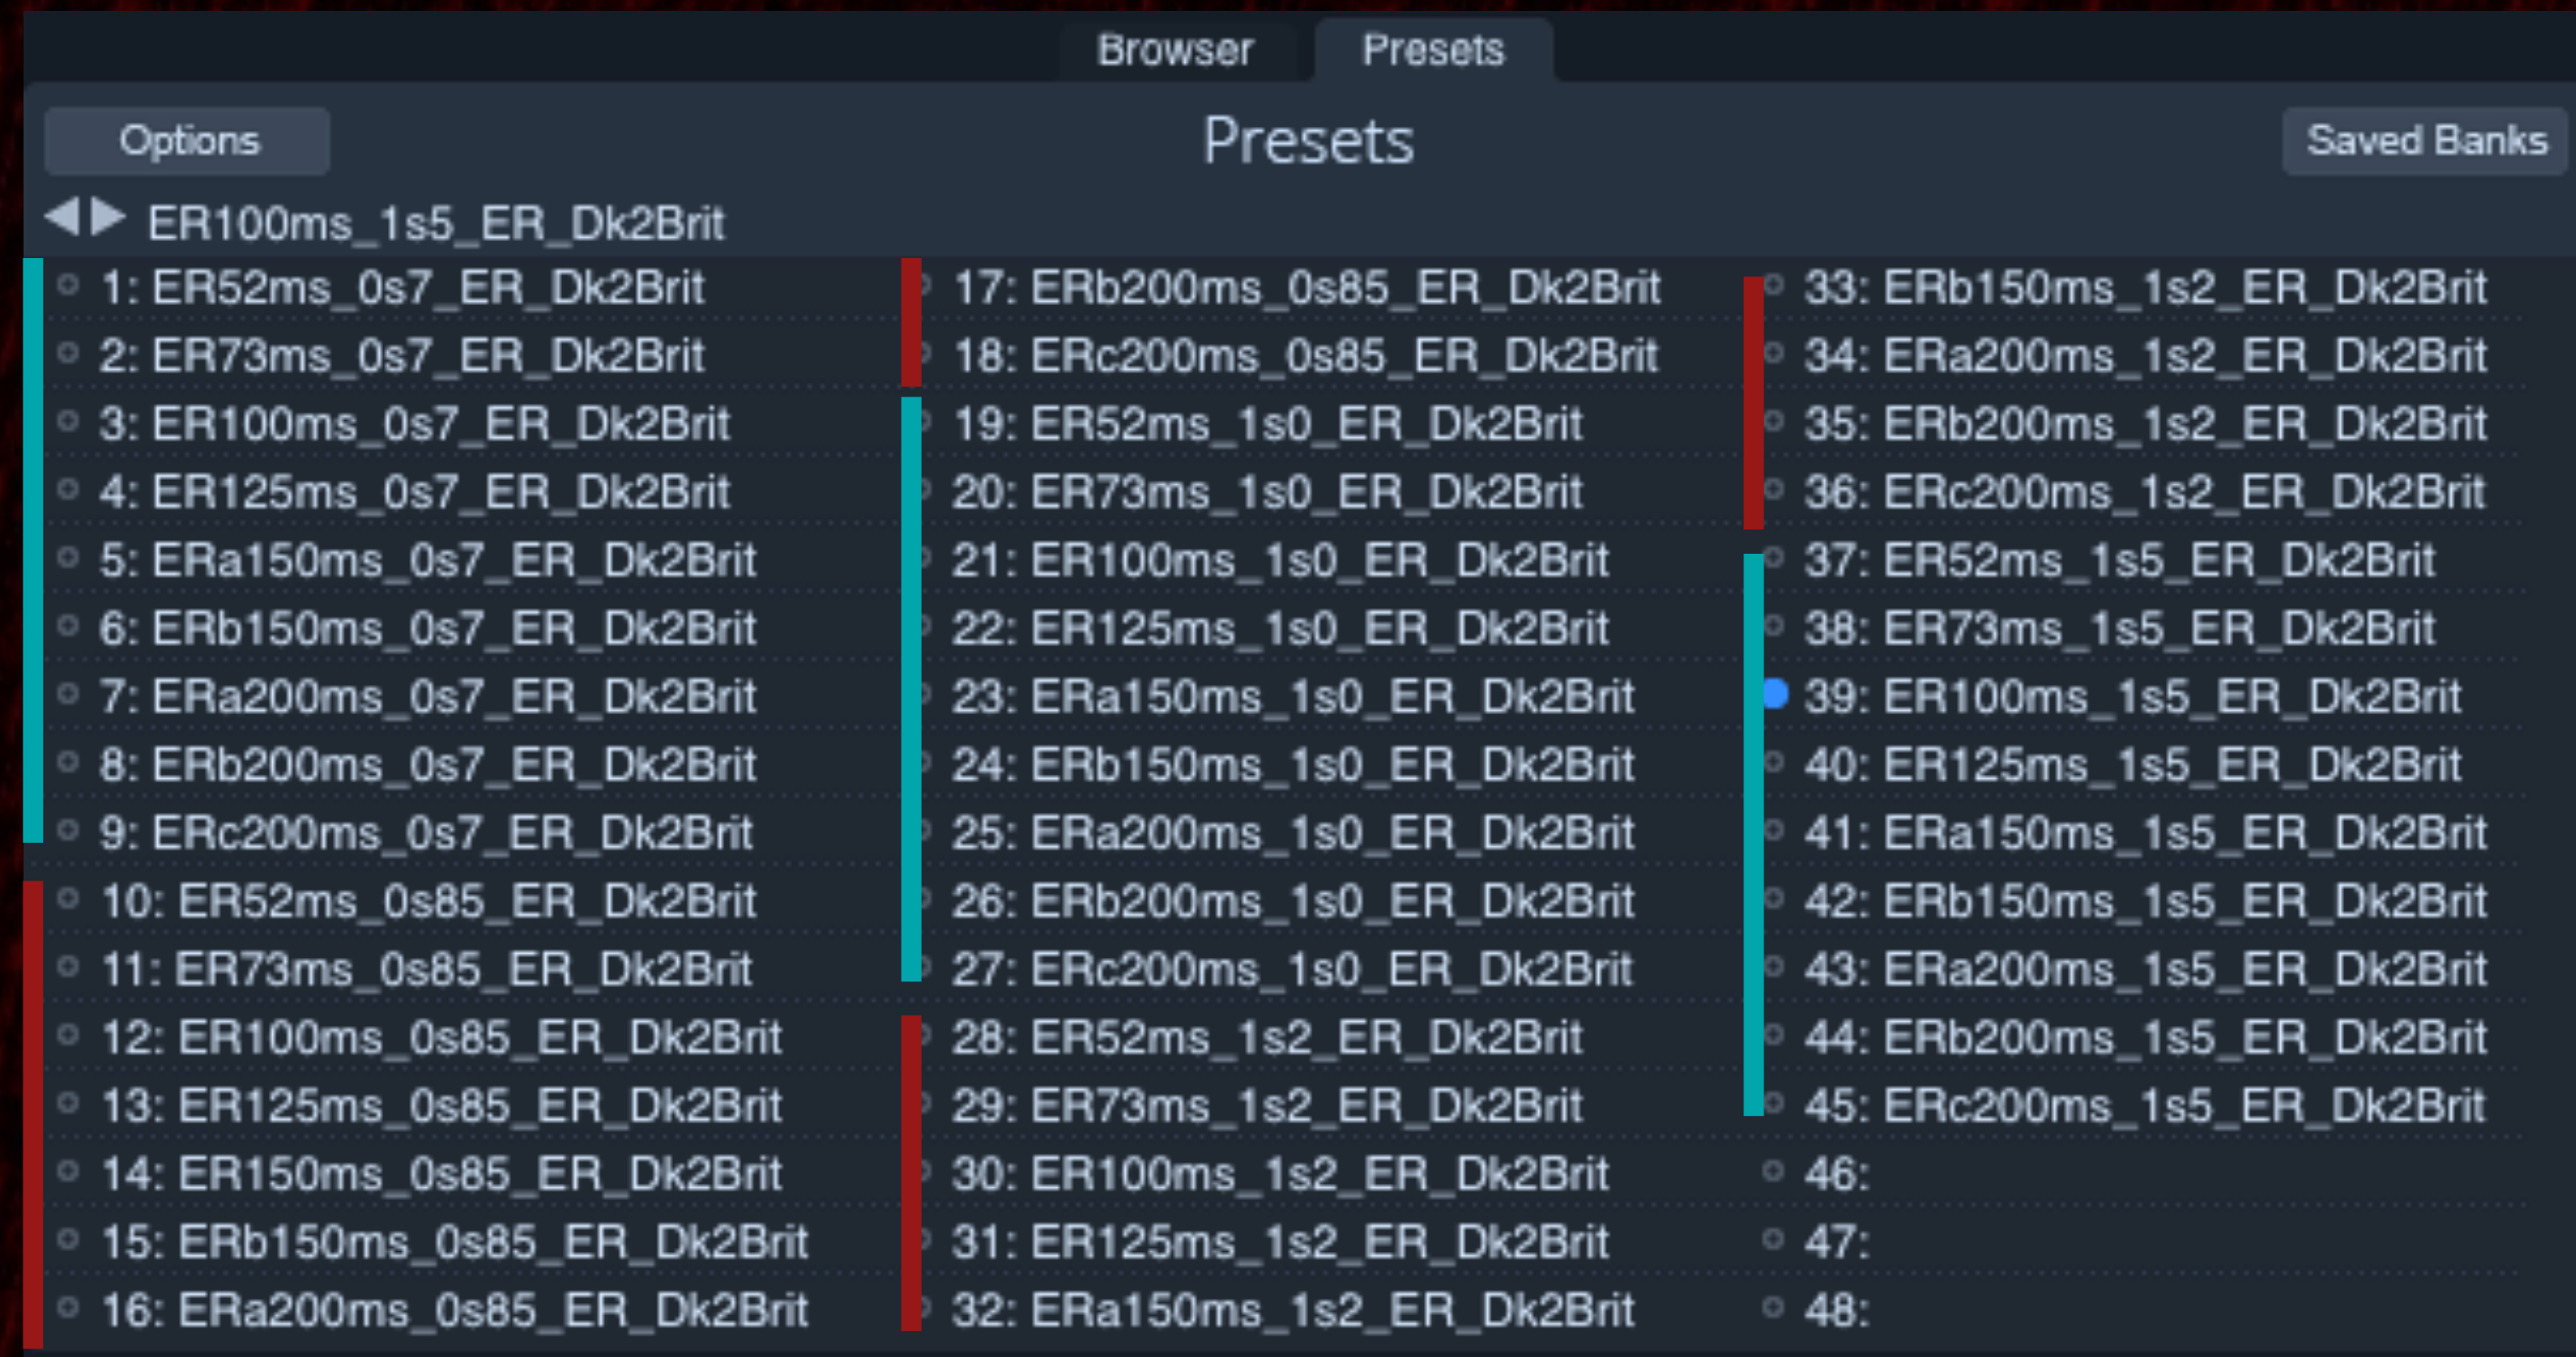 Browser Presets
Options Presets Saved Banks
ER100ms_1s5_ER_Dk2Brit
1: ER52ms_0s7_ER_Dk2Brit
2: ER73ms_0s7_ER_Dk2Brit
3: ER100ms_0s7_ER_Dk2Brit
4: ER125ms_0s7_ER_Dk2Brit
5: ERa150ms_0s7_ER_Dk2Brit
6: ERb150ms_0s7_ER_Dk2Brit
7: ERa200ms_0s7_ER_Dk2Brit
8: ERb200ms_0s7_ER_Dk2Brit
9: ERc200ms_0s7_ER_Dk2Brit
10: ER52ms_0s85_ER_Dk2Brit
11: ER73ms_0s85_ER_Dk2Brit
12: ER100ms_0s85_ER_Dk2Brit
13: ER125ms_0s85_ER_Dk2Brit
14: ER150ms_0s85_ER_Dk2Brit
15: ERb150ms_0s85_ER_Dk2Brit
16: ERa200ms_0s85_ER_Dk2Brit
17: ERb200ms_0s85_ER_Dk2Brit
18: ERc200ms_0s85_ER_Dk2Brit
19: ER52ms_1s0_ER_Dk2Brit
20: ER73ms_1s0_ER_Dk2Brit
21: ER100ms_1s0_ER_Dk2Brit
22: ER125ms_1s0_ER_Dk2Brit
23: ERa150ms_1s0_ER_Dk2Brit
24: ERb150ms_1s0_ER_Dk2Brit
25: ERa200ms_1s0_ER_Dk2Brit
26: ERb200ms_1s0_ER_Dk2Brit
27: ERc200ms_1s0_ER_Dk2Brit
28: ER52ms_1s2_ER_Dk2Brit
29: ER73ms_1s2_ER_Dk2Brit
30: ER100ms_1s2_ER_Dk2Brit
31: ER125ms_1s2_ER_Dk2Brit
32: ERa150ms_1s2_ER_Dk2Brit
33: ERb150ms_1s2_ER_Dk2Brit
34: ERa200ms_1s2_ER_Dk2Brit
35: ERb200ms_1s2_ER_Dk2Brit
36: ERc200ms_1s2_ER_Dk2Brit
37: ER52ms_1s5_ER_Dk2Brit
38: ER73ms_1s5_ER_Dk2Brit
39: ER100ms_1s5_ER_Dk2Brit
40: ER125ms_1s5_ER_Dk2Brit
41: ERa150ms_1s5_ER_Dk2Brit
42: ERb150ms_1s5_ER_Dk2Brit
43: ERa200ms_1s5_ER_Dk2Brit
44: ERb200ms_1s5_ER_Dk2Brit
45: ERc200ms_1s5_ER_Dk2Brit
46:
47:
48: